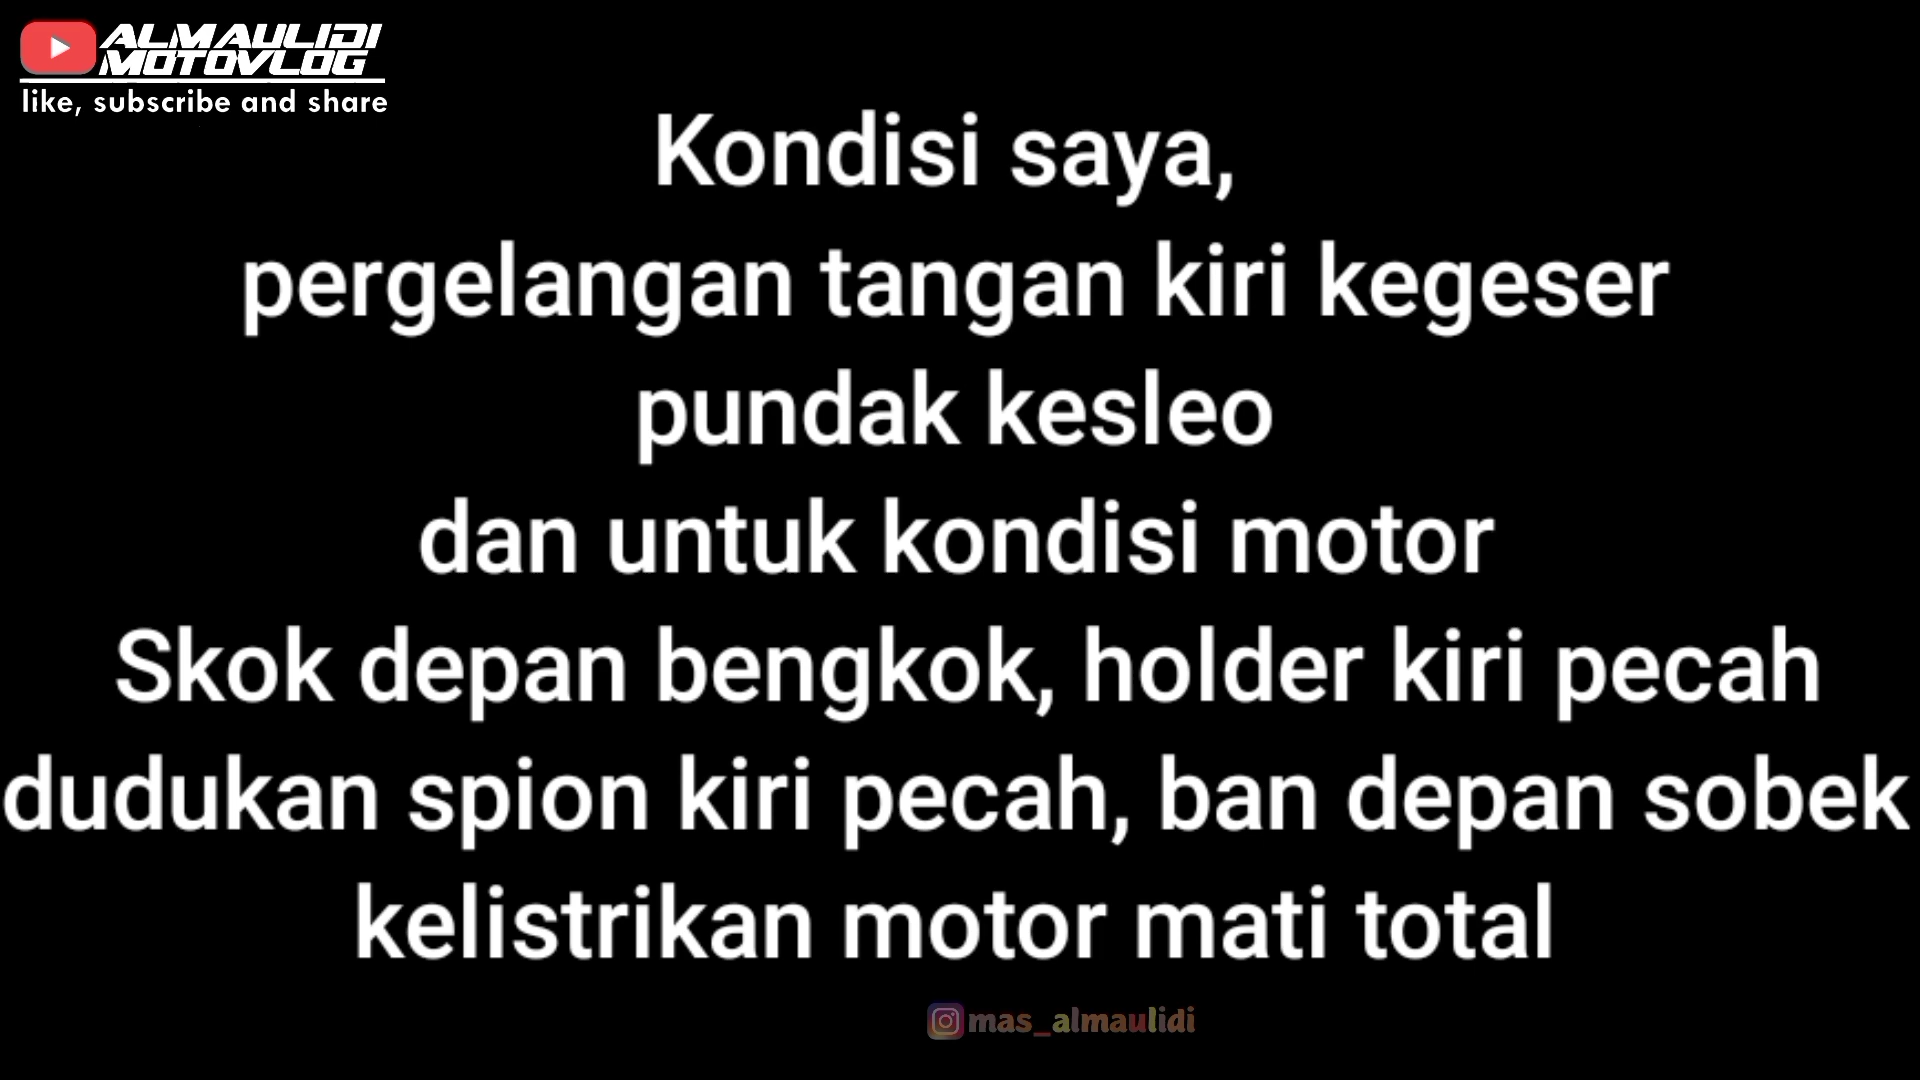 ALMAULIDI
MOTOVLOG
like, subscribe and share
Kondisi saya,
pergelangan tangan kiri kegeser
pundak kesleo
dan untuk kondisi motor
Skok depan bengkok, holder kiri pecah
dudukan spion kiri pecah, ban depan sobek
kelistrikan motor mati total
mas_almaulidi